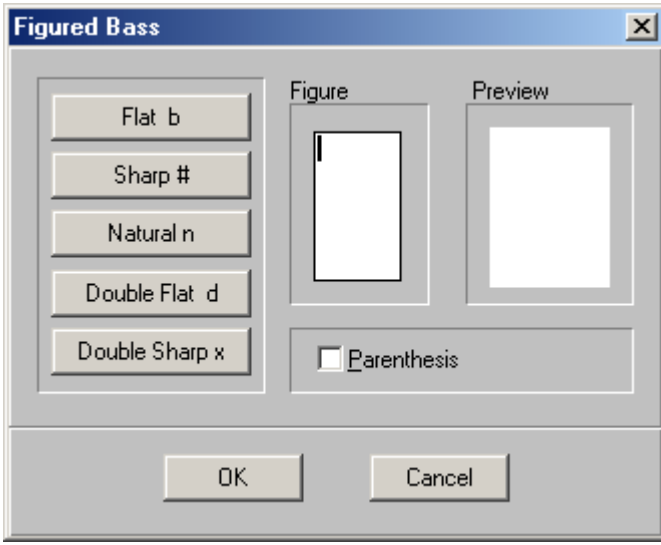 Figured Bass
Flat b
Sharp #
Natural n
Double Flat d
Double Sharp x
Figure
Preview
Parenthesis
OK
Cancel